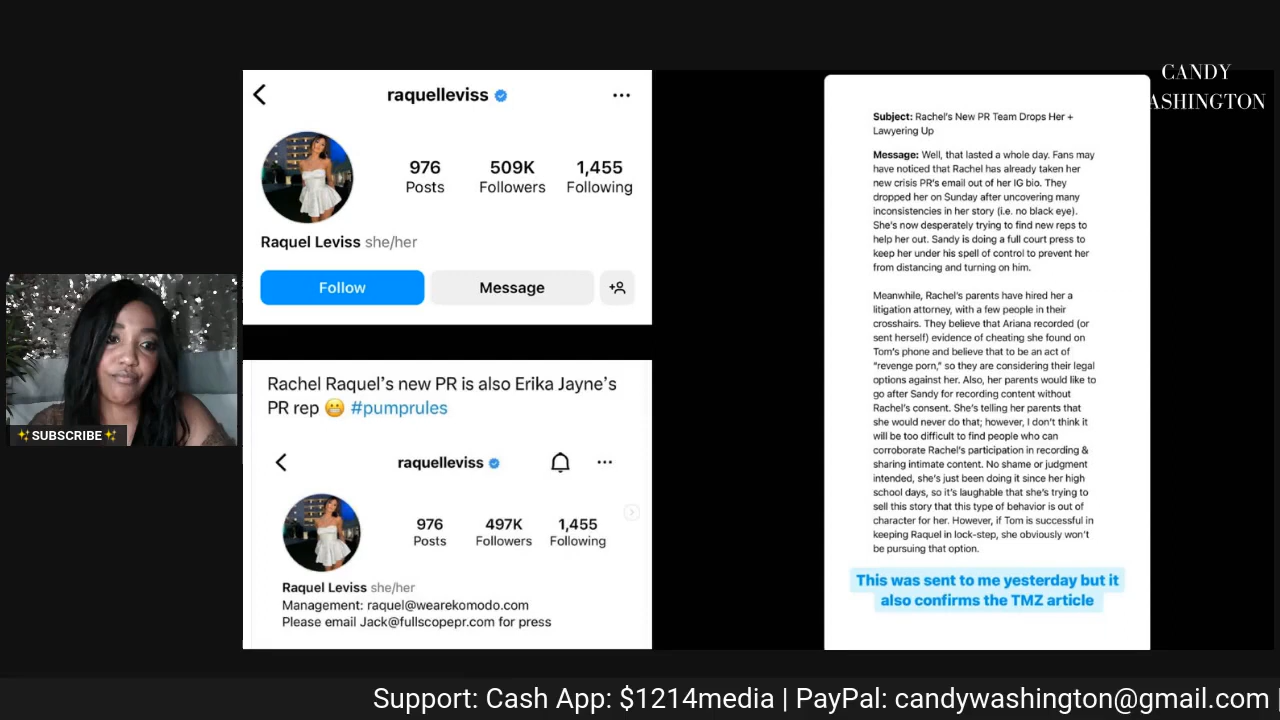 raquelleviss
976
509K
1,455
Posts
Followers
Following
Raquel Leviss she/her
Follow
Message
Rachel Raquel's new PR is also Erika Jayne's
PR rep 😬 #pumprules
raquelleviss
976
497K
1,455
Posts
Followers
Following
Raquel Leviss she/her
Management: raquel@wearekomodo.com
Please email Jack@fullscopepr.com for press
✨SUBSCRIBE✨
CANDY
ASHINGTON
Subject: Rachel's New PR Team Drops Her +
Lawyering Up
Message: Well, that lasted a whole day. Fans may
have noticed that Rachel has already taken her
new crisis PR's email out of her IG bio. They
dropped her on Sunday after uncovering many
inconsistencies in her story (i.e. no black eye).
She's now desperately trying to find new reps to
help her out. Sandy is doing a full court press to
keep her under his spell of control to prevent her
from distancing and turning on him.
Meanwhile, Rachel's parents have hired her a
litigation attorney, with a few people in their
crosshairs. They believe that Ariana recorded (or
sent herself) evidence of cheating she found on
Tom's phone and believe that to be an act of
"revenge porn," so they are considering their legal
options against her. Also, her parents would like to
go after Sandy for recording content without
Rachel's consent. She's telling her parents that
she would never do that; however, I don't think it
will be too difficult to find people who can
corroborate Rachel's participation in recording &
sharing intimate content. No shame or judgment
intended, she's just been doing it since her high
school days, so it's laughable that she's trying to
sell this story that this type of behavior is out of
character for her. However, if Tom is successful in
keeping Raquel in lock-step, she obviously won't
be pursuing that option.
This was sent to me yesterday but it
also confirms the TMZ article
Support: Cash App: $1214media | PayPal: candywashington@gmail.com